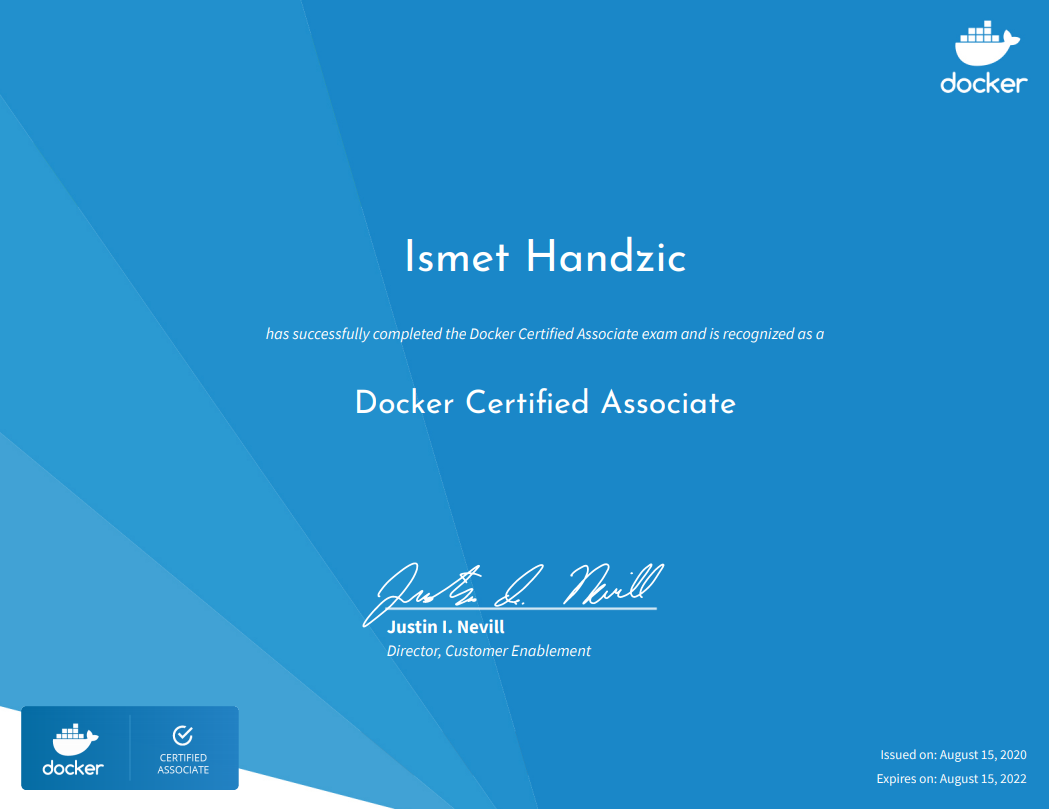 docker
Ismet Handzic
has successfully completed the Docker Certified Associate exam and is recognized as a
Docker Certified Associate
Justin I. Nevill
Justin I. Nevill
Director, Customer Enablement
docker
CERTIFIED
ASSOCIATE
Issued on: August 15, 2020
Expires on: August 15, 2022